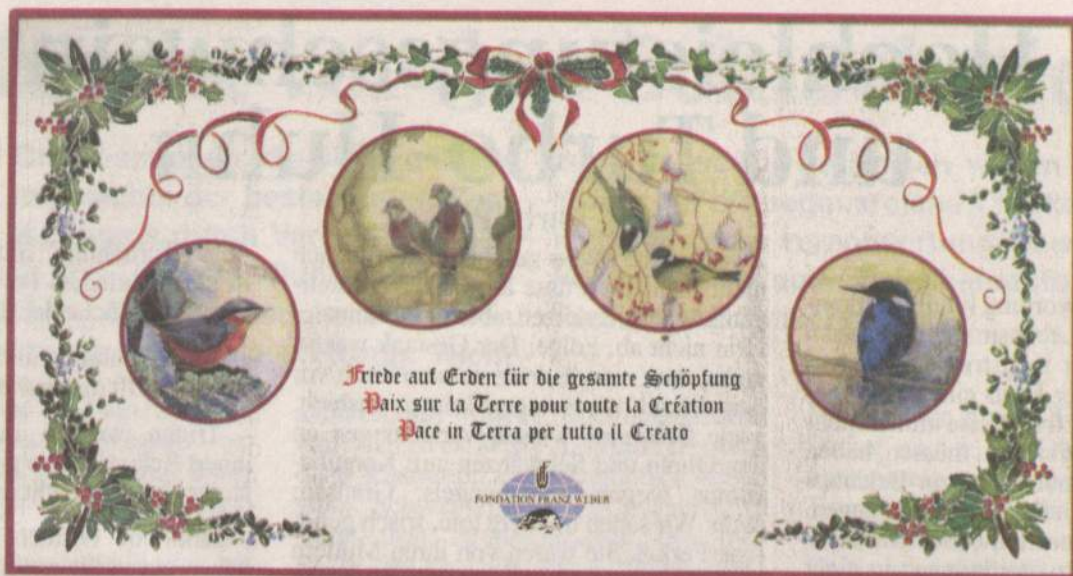 Friede auf Erden für die gesamte Schöpfung
Paix sur la Terre pour toute la Création
Pace in Terra per tutto il Creato
FONDATION FRANZ WEBER